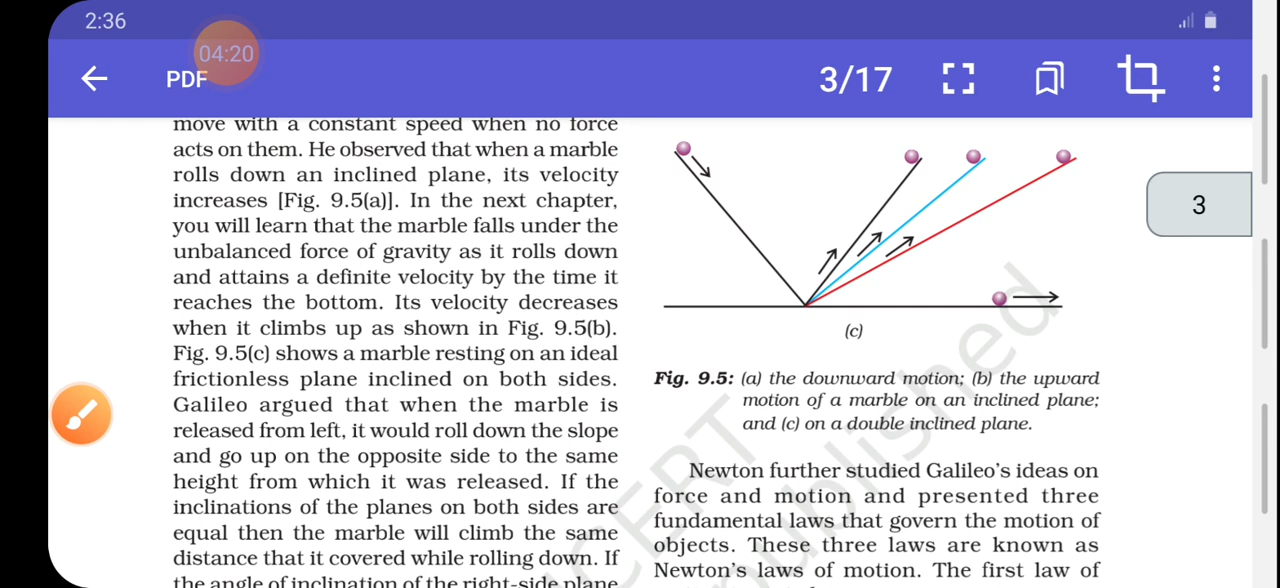 2:36
04:20
PDF
3/17
move with a constant speed when no force
acts on them. He observed that when a marble
rolls down an inclined plane, its velocity
increases [Fig. 9.5(a)]. In the next chapter,
you will learn that the marble falls under the
unbalanced force of gravity as it rolls down
and attains a definite velocity by the time it
reaches the bottom. Its velocity decreases
when it climbs up as shown in Fig. 9.5(b).
Fig. 9.5(c) shows a marble resting on an ideal
frictionless plane inclined on both sides.
Galileo argued that when the marble is
released from left, it would roll down the slope
and go up on the opposite side to the same
height from which it was released. If the
inclinations of the planes on both sides are
equal then the marble will climb the same
distance that it covered while rolling down. If
the angle of inclination of the right-side plane
(c)
Fig. 9.5: (a) the downward motion; (b) the upward
motion of a marble on an inclined plane;
and (c) on a double inclined plane.
Newton further studied Galileo's ideas on
force and motion and presented three
fundamental laws that govern the motion of
objects. These three laws are known as
Newton's laws of motion. The first law of
3